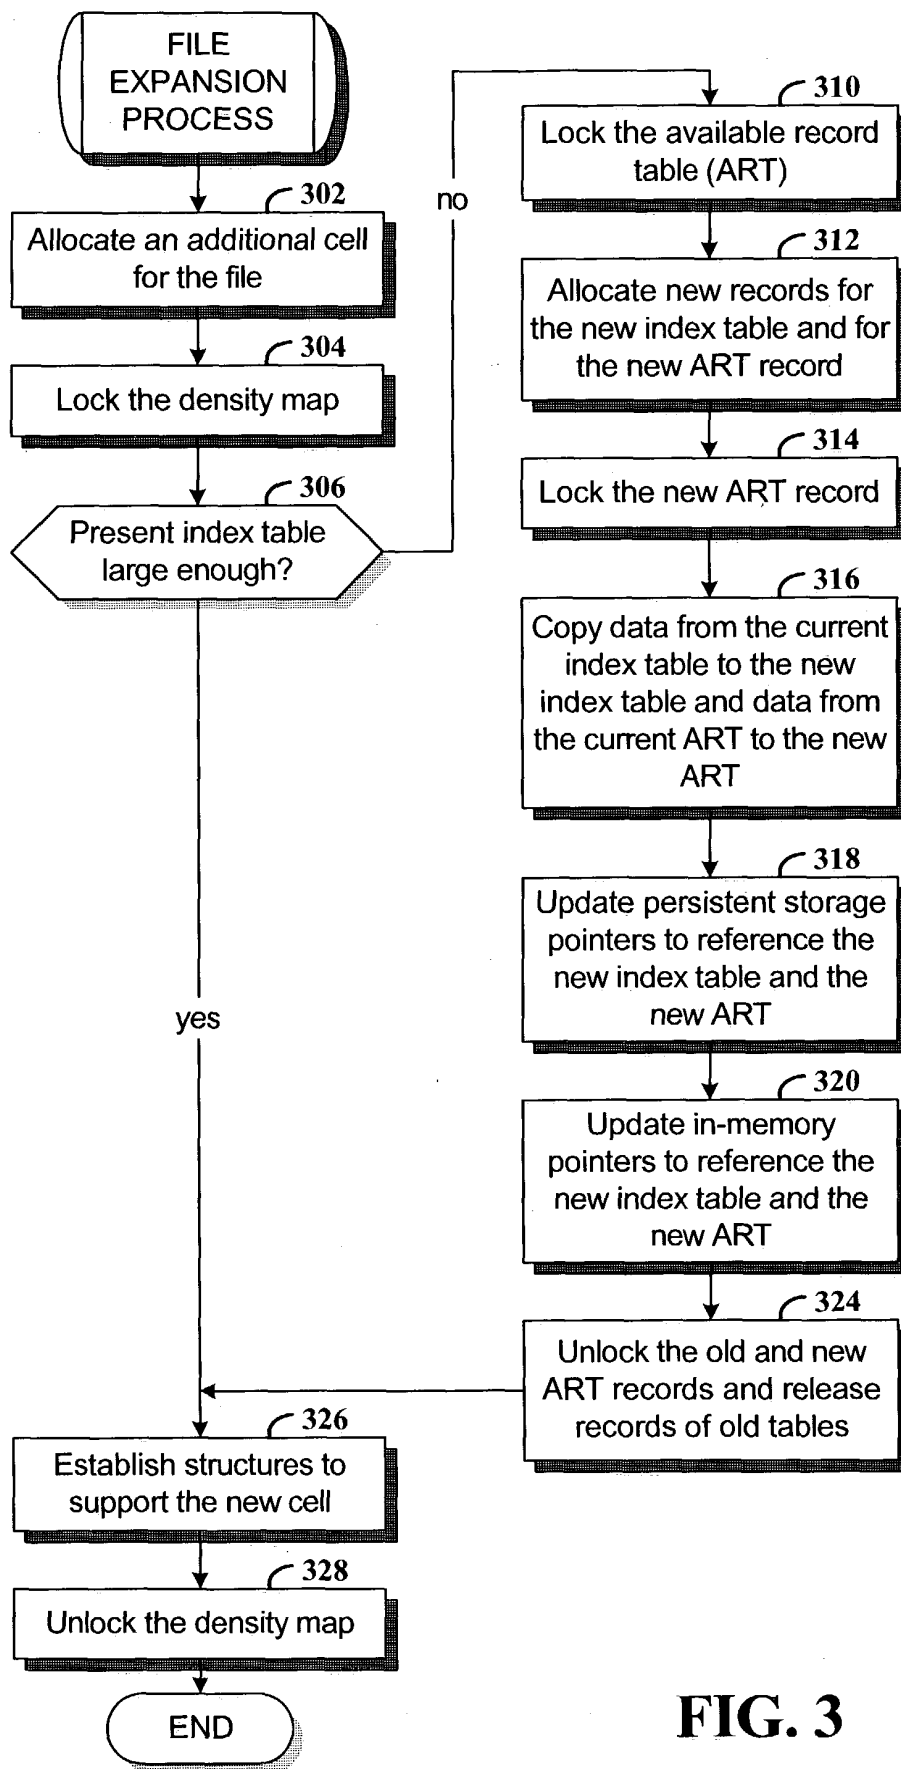 FILE
EXPANSION
PROCESS
302
Allocate an additional cell
for the file
304
Lock the density map
306
Present index table
large enough?
no
yes
310
Lock the available record
table (ART)
312
Allocate new records for
the new index table and for
the new ART record
314
Lock the new ART record
316
Copy data from the current
index table to the new
index table and data from
the current ART to the new
ART
318
Update persistent storage
pointers to reference the
new index table and the
new ART
320
Update in-memory
pointers to reference the
new index table and the
new ART
324
Unlock the old and new
ART records and release
records of old tables
326
Establish structures to
support the new cell
328
Unlock the density map
END
FIG. 3